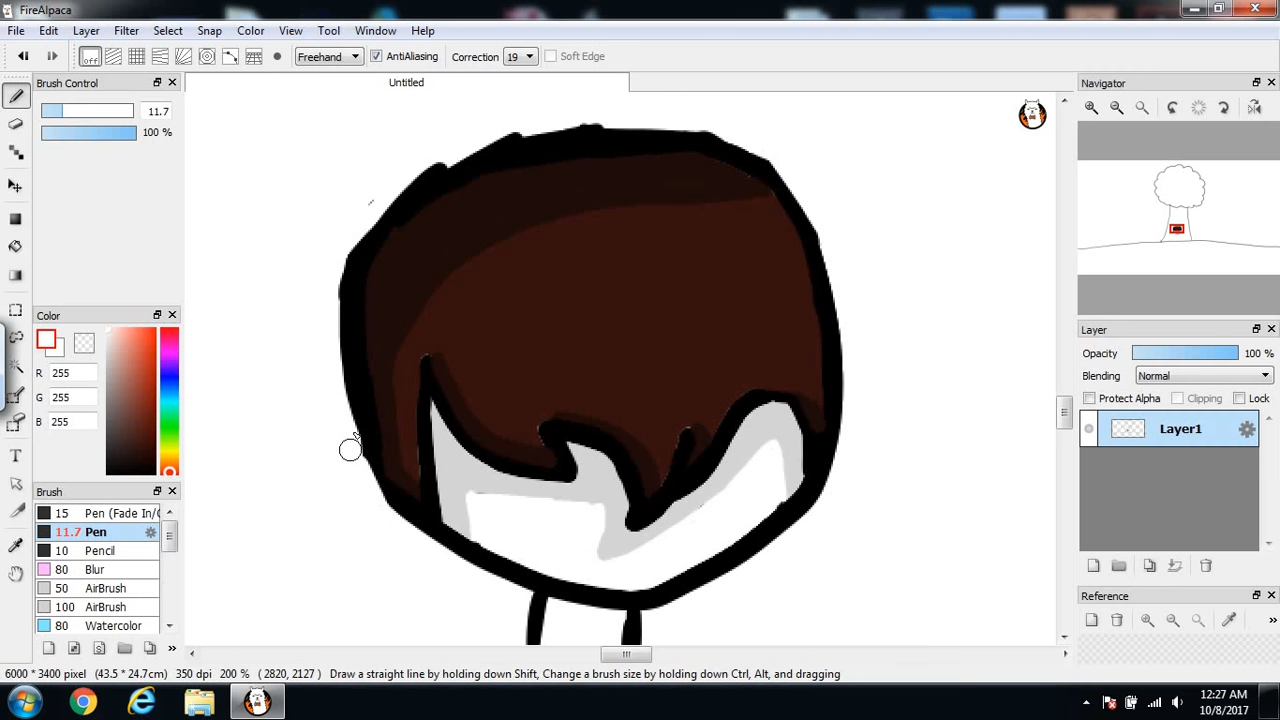 FireAlpaca
File Edit Layer Filter Select Snap Color View Tool Window Help
off Freehand AntiAliasing Correction 19 Soft Edge
Brush Control
11.7
100 %
Untitled
Navigator
Color
R 255
G 255
B 255
Brush
15 Pen (Fade In/
11.7 Pen
10 Pencil
80 Blur
50 AirBrush
100 AirBrush
80 Watercolor
Layer
Opacity 100 %
Blending Normal
Protect Alpha Clipping Lock
Layer1
Reference
6000 * 3400 pixel (43.5 * 24.7cm) 350 dpi 200 % ( 2820, 2127) Draw a straight line by holding down Shift, Change a brush size by holding down Ctrl, Alt, and dragging
12:27 AM
10/8/2017